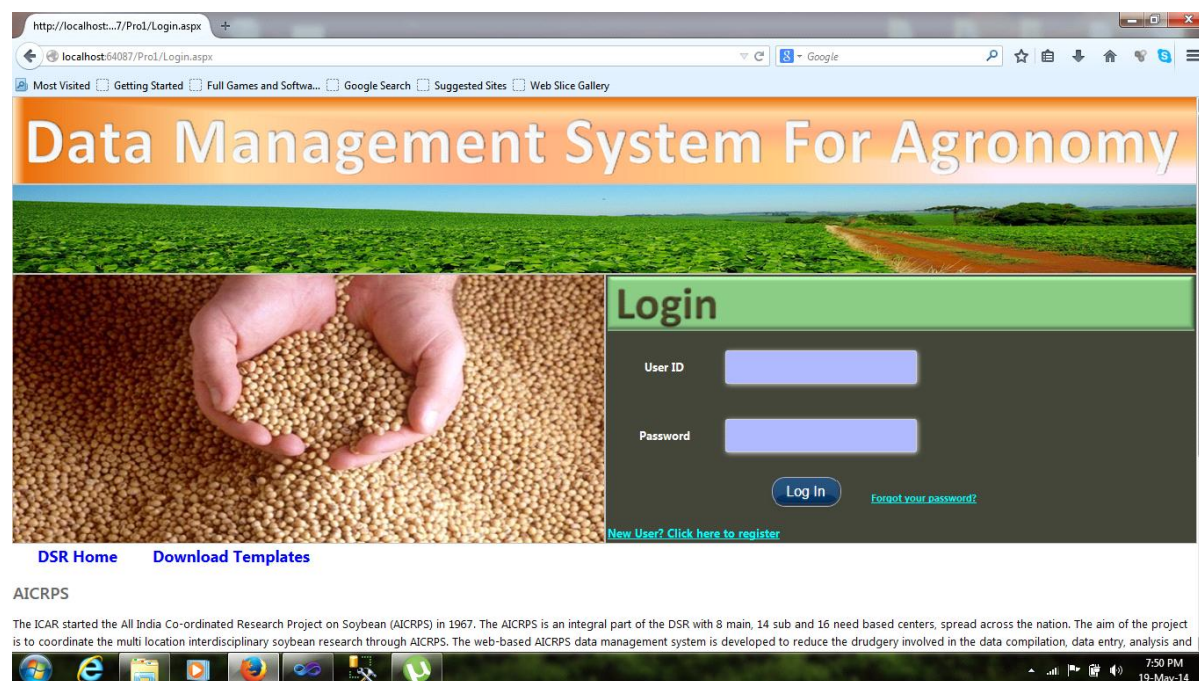 http://localhost:...7/Pro1/Login.aspx +
localhost:64087/Pro1/Login.aspx
Google
Most Visited Getting Started Full Games and Softwa... Google Search Suggested Sites Web Slice Gallery
Data Management System For Agronomy
Login
User ID
Password
Log In Forgot your password?
New User? Click here to register
DSR Home Download Templates
AICRPS
The ICAR started the All India Co-ordinated Research Project on Soybean (AICRPS) in 1967. The AICRPS is an integral part of the DSR with 8 main, 14 sub and 16 need based centers, spread across the nation. The aim of the project
is to coordinate the multi location interdisciplinary soybean research through AICRPS. The web-based AICRPS data management system is developed to reduce the drudgery involved in the data compilation, data entry, analysis and
7:50 PM
19-May-14